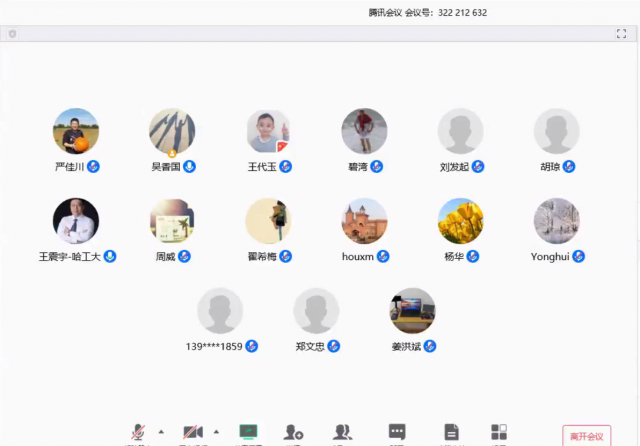 腾讯会议 会议号：322 212 632
严佳川
吴香国
王代玉
碧湾
刘发起
胡琼
王震宇-哈工大
周威
翟希梅
houxm
杨华
Yonghui
139****1859
郑文忠
姜洪斌
离开会议